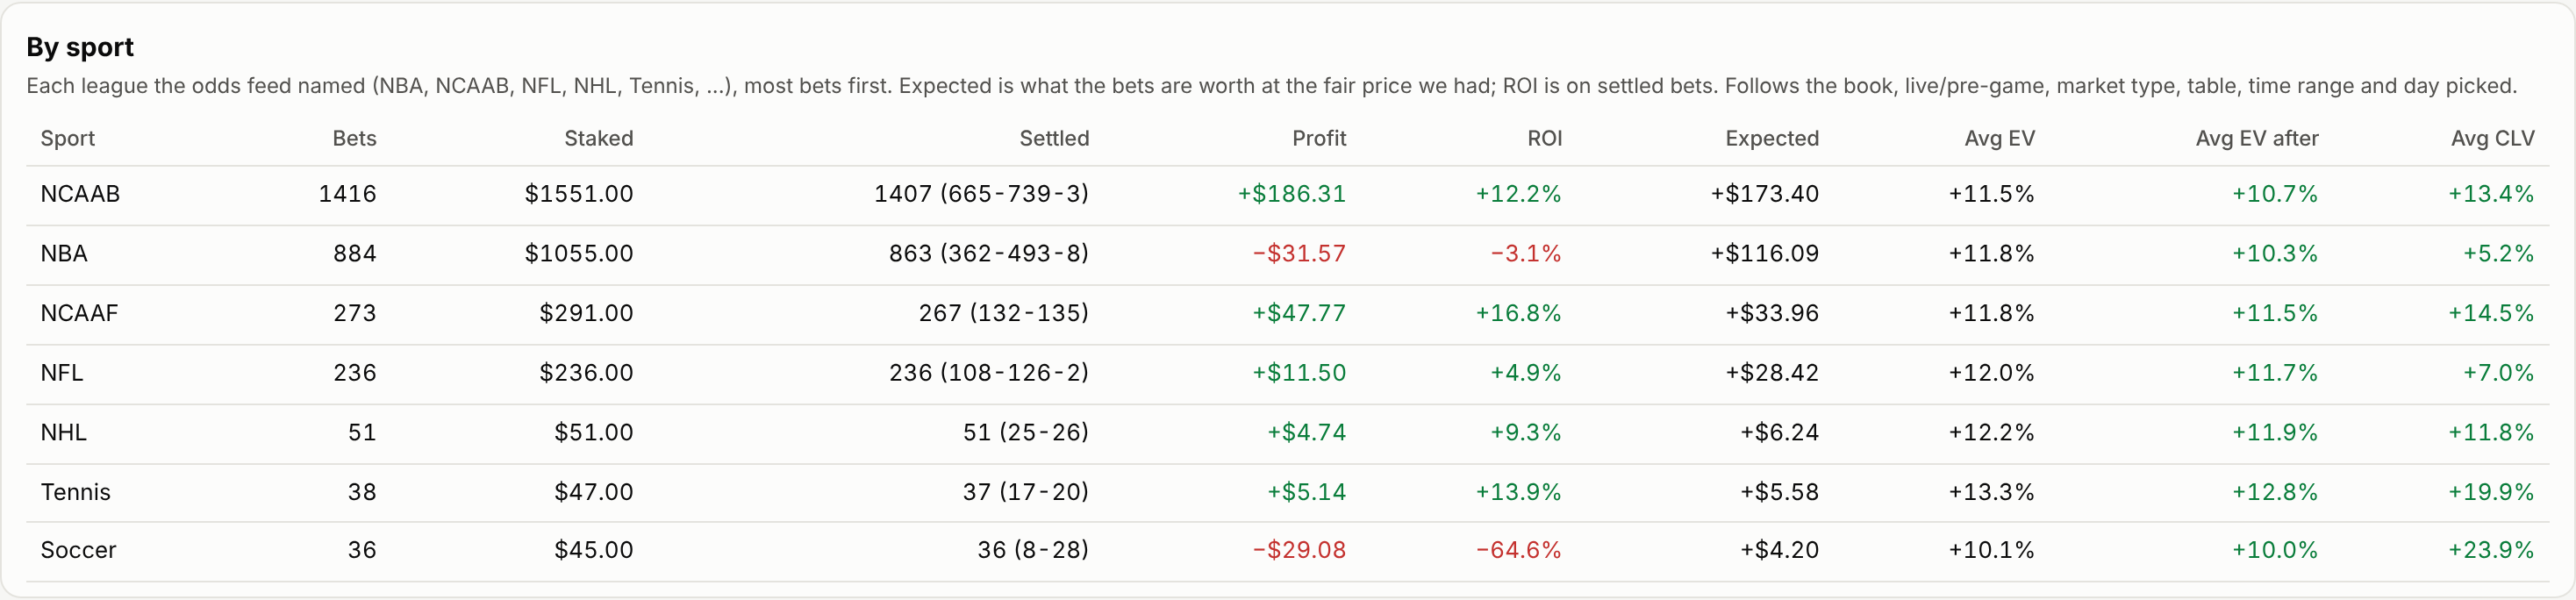 By sport
Each league the odds feed named (NBA, NCAAB, NFL, NHL, Tennis, ...), most bets first. Expected is what the bets are worth at the fair price we had; ROI is on settled bets. Follows the book, live/pre-game, market type, table, time range and day picked.
Sport Bets Staked Settled Profit ROI Expected Avg EV Avg EV after Avg CLV
NCAAB 1416 $1551.00 1407 (665-739-3) +$186.31 +12.2% +$173.40 +11.5% +10.7% +13.4%
NBA 884 $1055.00 863 (362-493-8) −$31.57 −3.1% +$116.09 +11.8% +10.3% +5.2%
NCAAF 273 $291.00 267 (132-135) +$47.77 +16.8% +$33.96 +11.8% +11.5% +14.5%
NFL 236 $236.00 236 (108-126-2) +$11.50 +4.9% +$28.42 +12.0% +11.7% +7.0%
NHL 51 $51.00 51 (25-26) +$4.74 +9.3% +$6.24 +12.2% +11.9% +11.8%
Tennis 38 $47.00 37 (17-20) +$5.14 +13.9% +$5.58 +13.3% +12.8% +19.9%
Soccer 36 $45.00 36 (8-28) −$29.08 −64.6% +$4.20 +10.1% +10.0% +23.9%